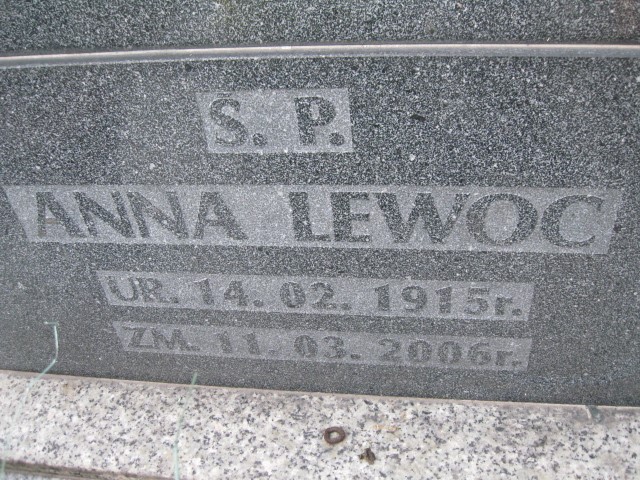 S. P.
ANNA LEWOC
UR. 14. 02. 1915r.
ZM. 11. 03. 2006r.